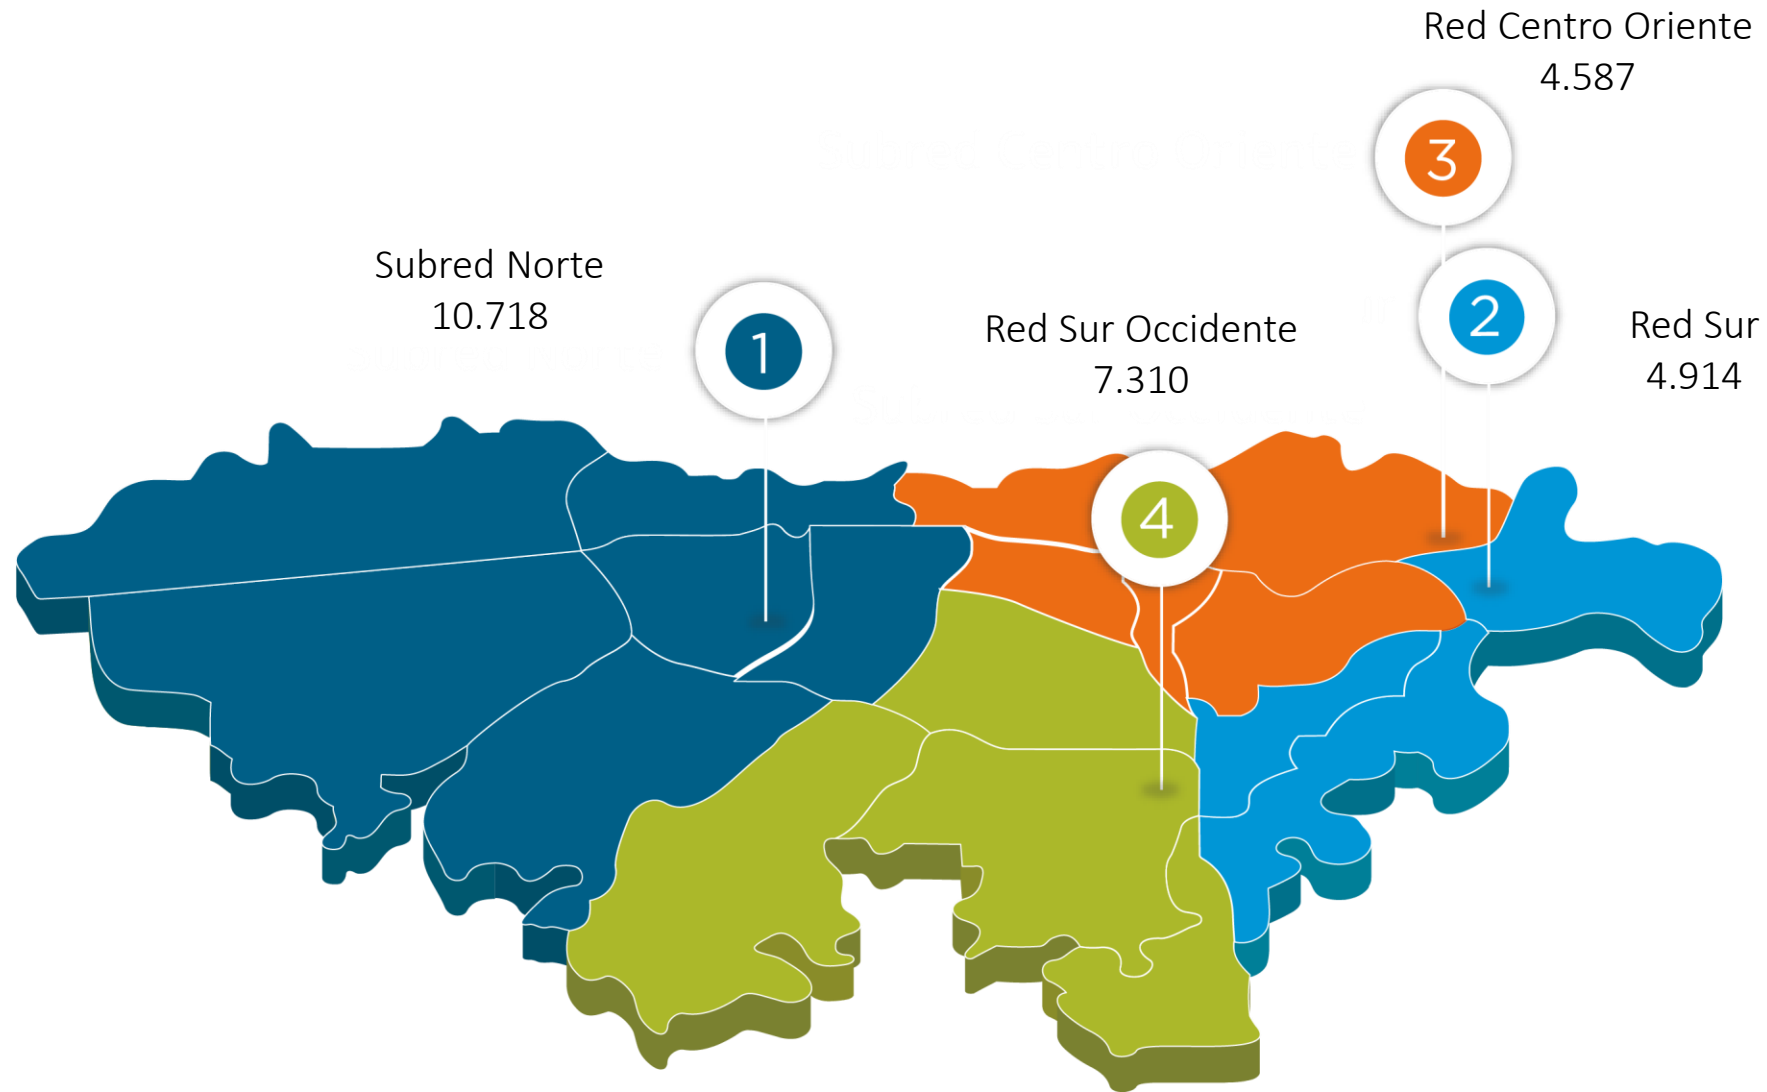 Red Centro Oriente
4.587
3
Subred Norte
10.718
1
Red Sur Occidente
7.310
2
Red Sur
4.914
4